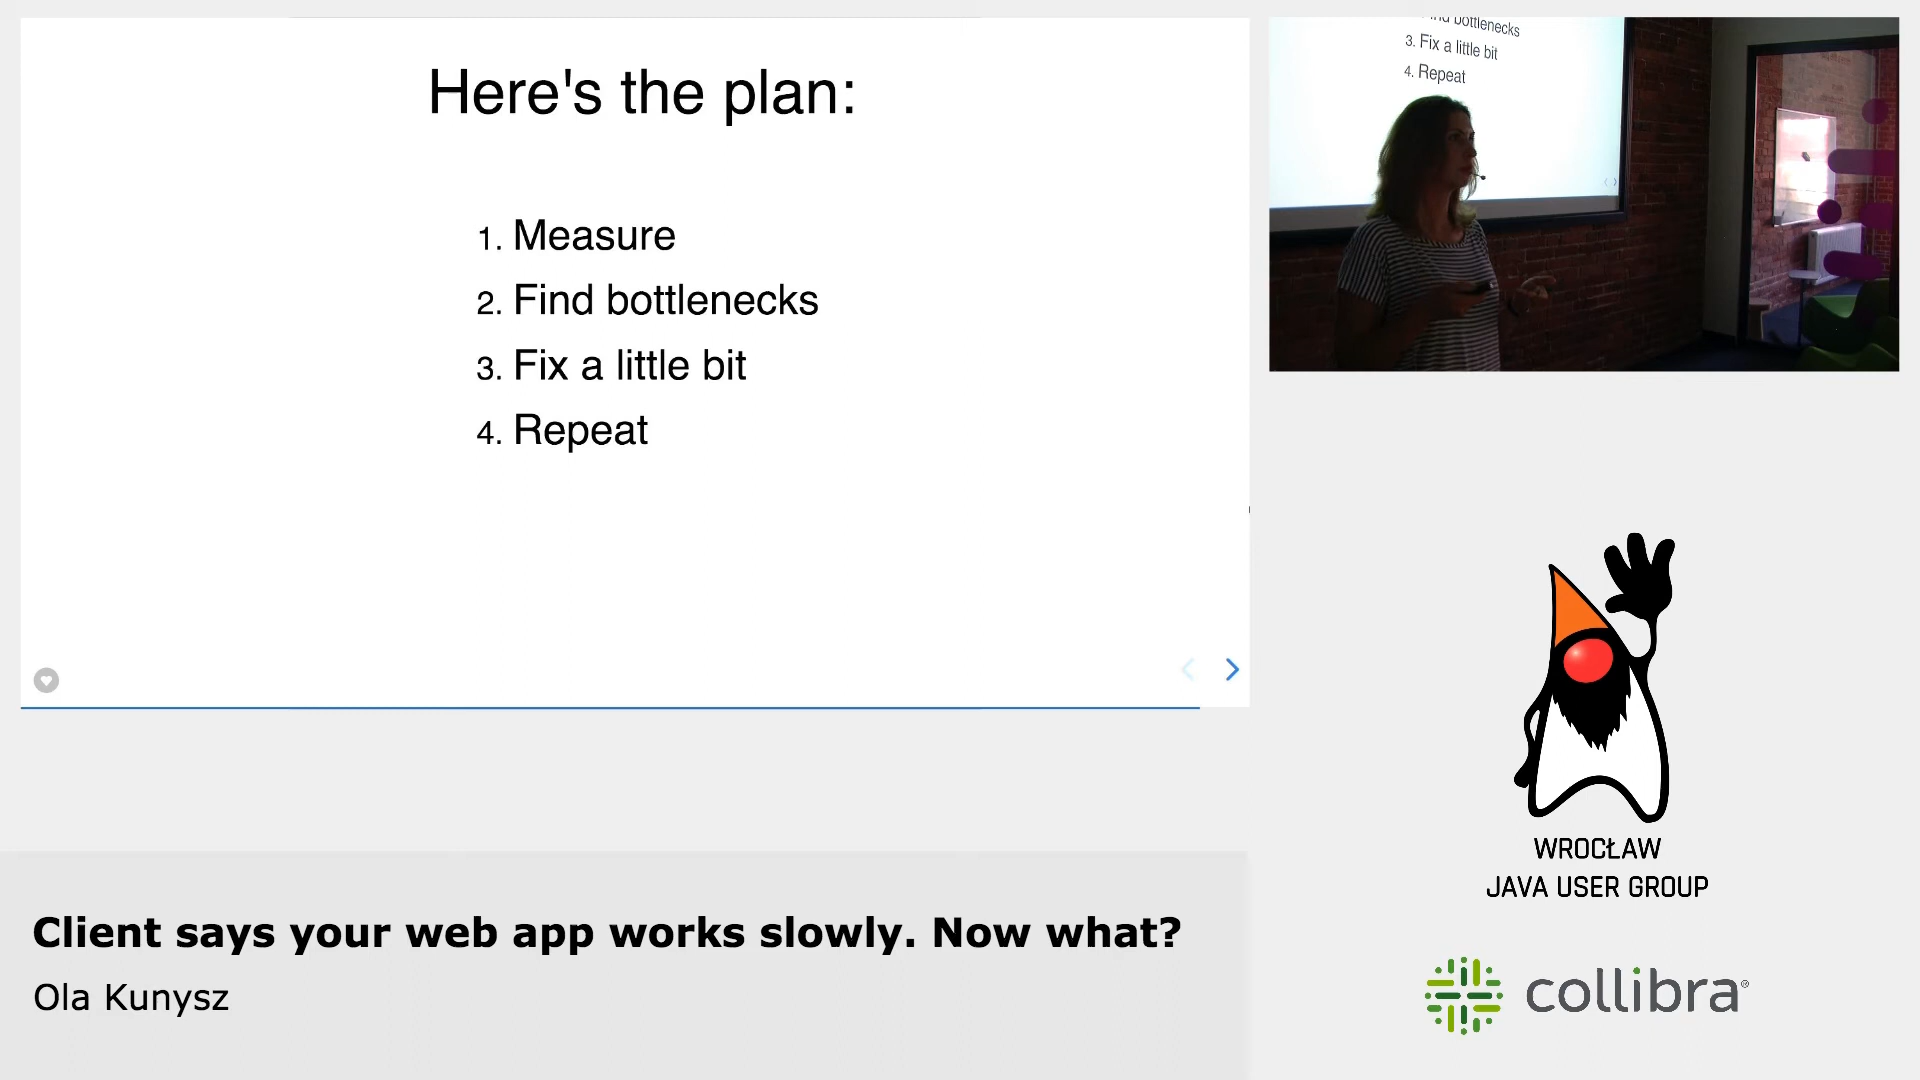 Here's the plan:
1. Measure
2. Find bottlenecks
3. Fix a little bit
4. Repeat
bottlenecks
3. Fix a little bit
4. Repeat
WROCŁAW
JAVA USER GROUP
Client says your web app works slowly. Now what?
Ola Kunysz
collibra®